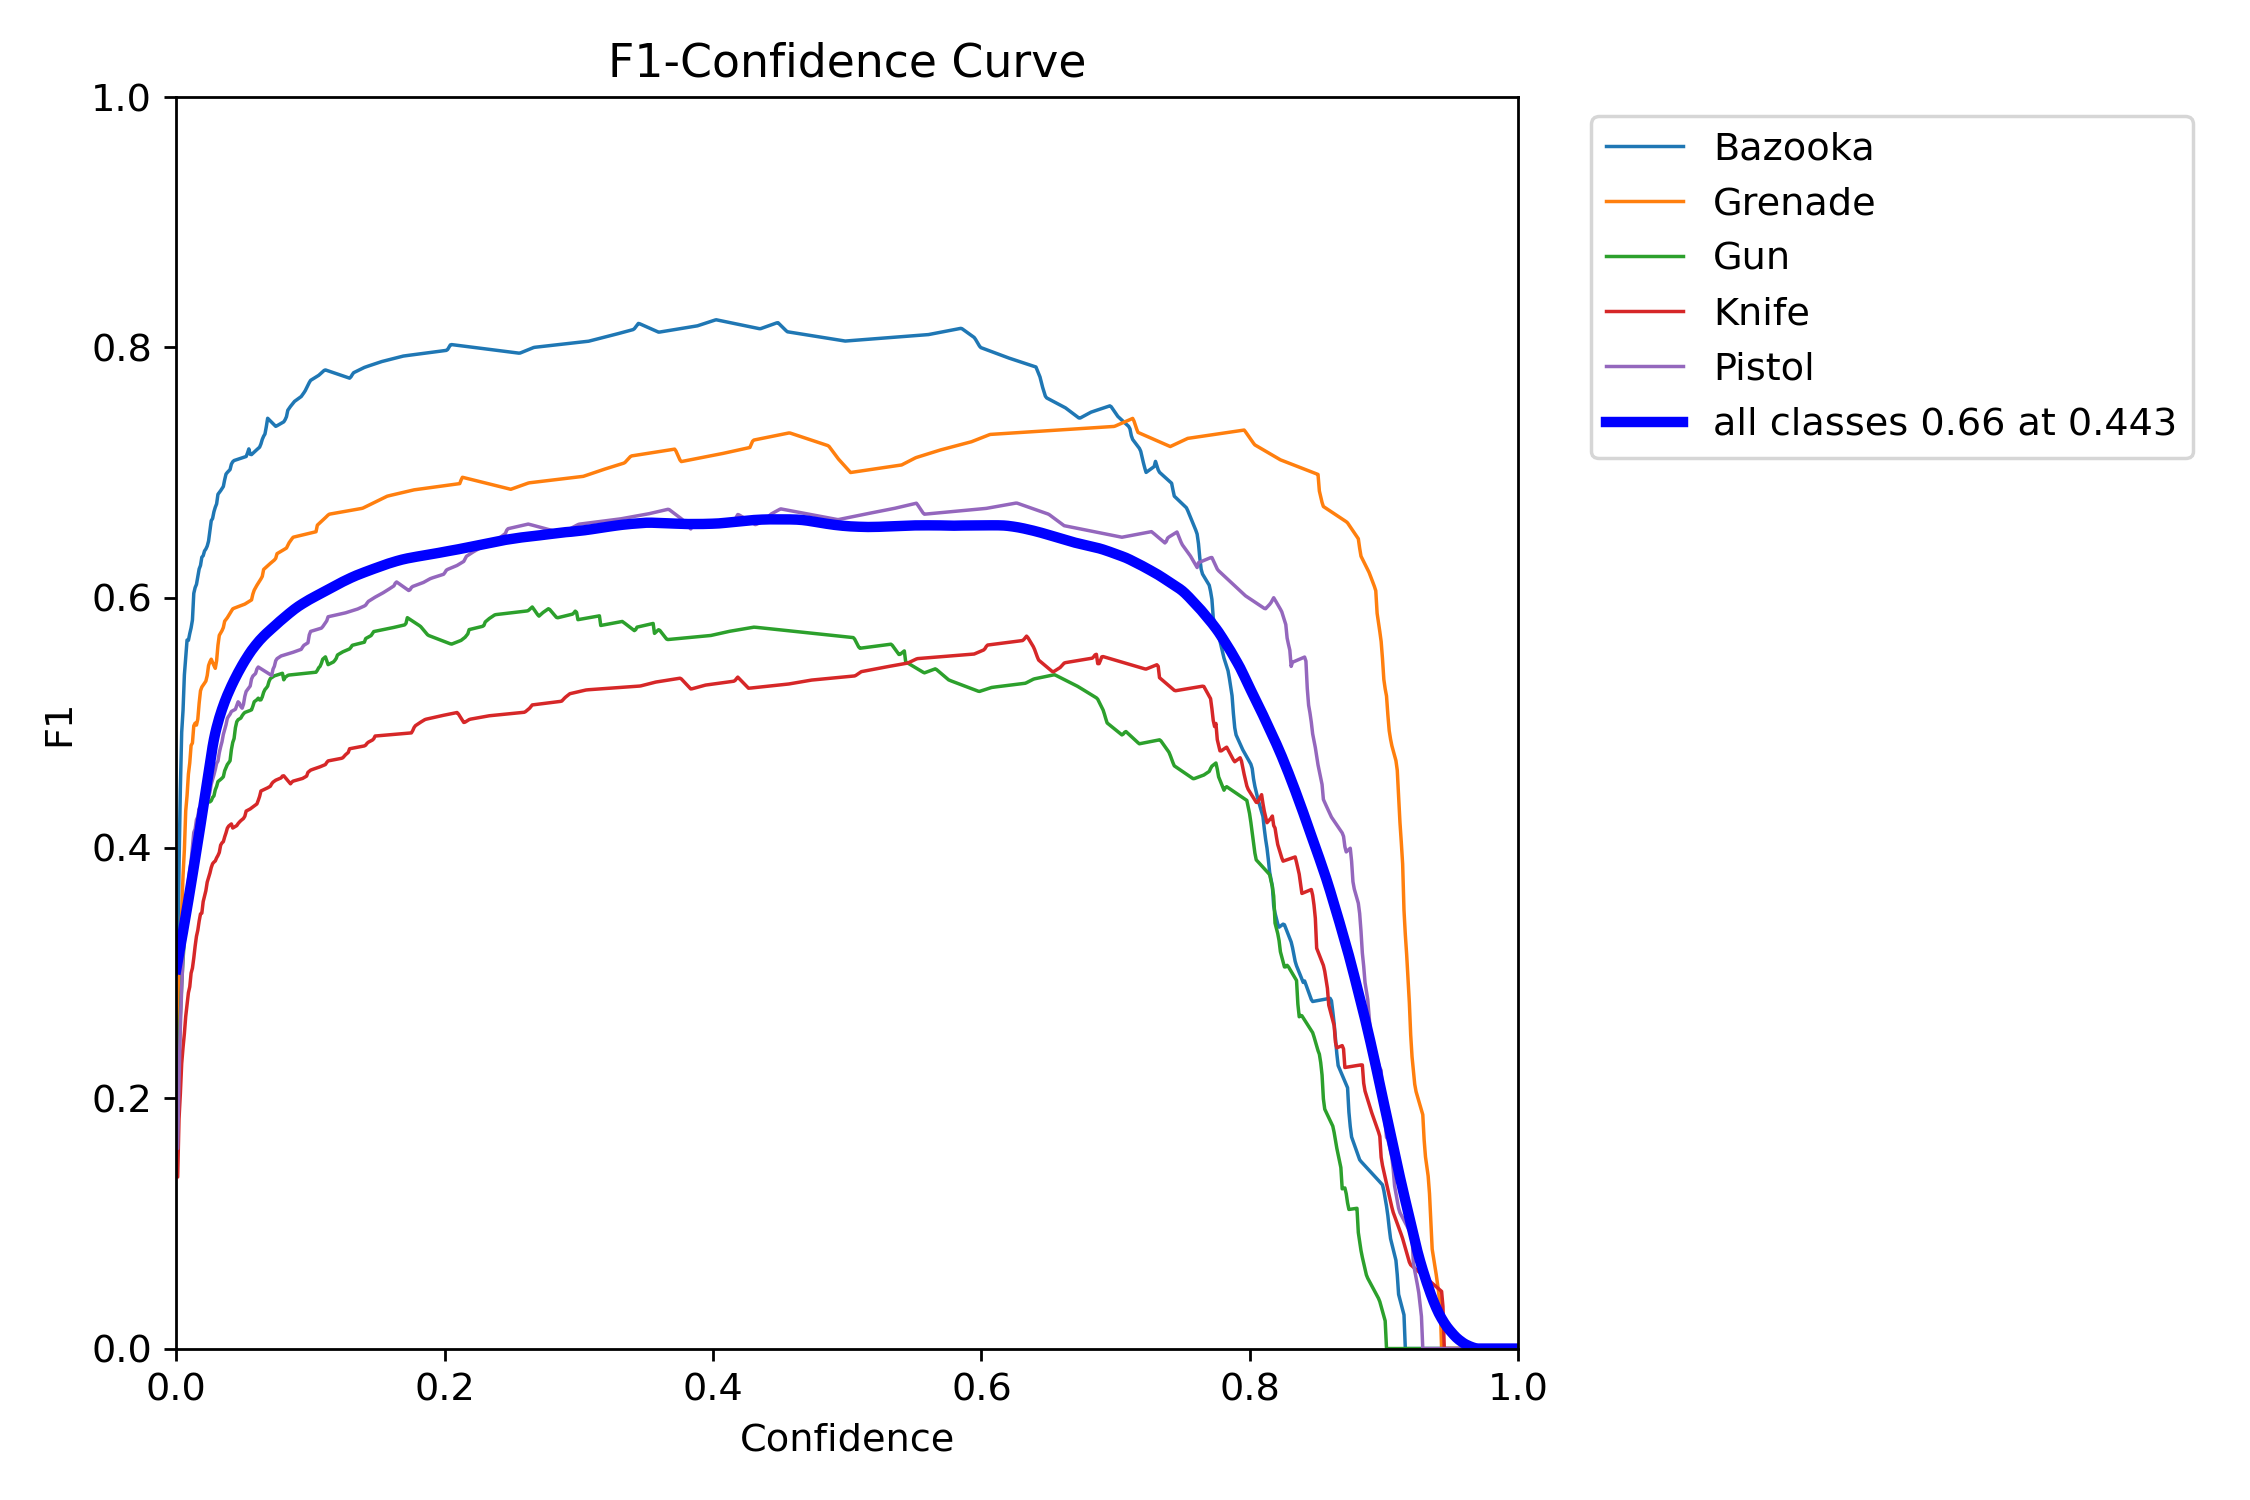 F1-Confidence Curve
1.0
0.8
0.6
0.4
0.2
0.0
F1
0.0 0.2 0.4 0.6 0.8 1.0
Confidence
Bazooka
Grenade
Gun
Knife
Pistol
all classes 0.66 at 0.443